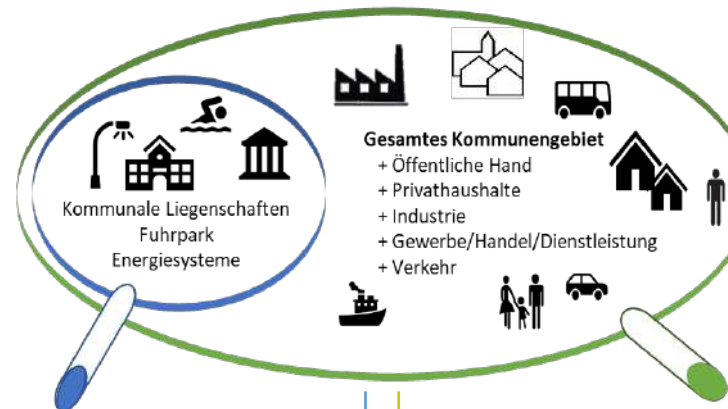 Kommunale Liegenschaften
Fuhrpark
Energiesysteme
Gesamtes Kommunengebiet
+ Öffentliche Hand
+ Privathaushalte
+ Industrie
+ Gewerbe/Handel/Dienstleistung
+ Verkehr